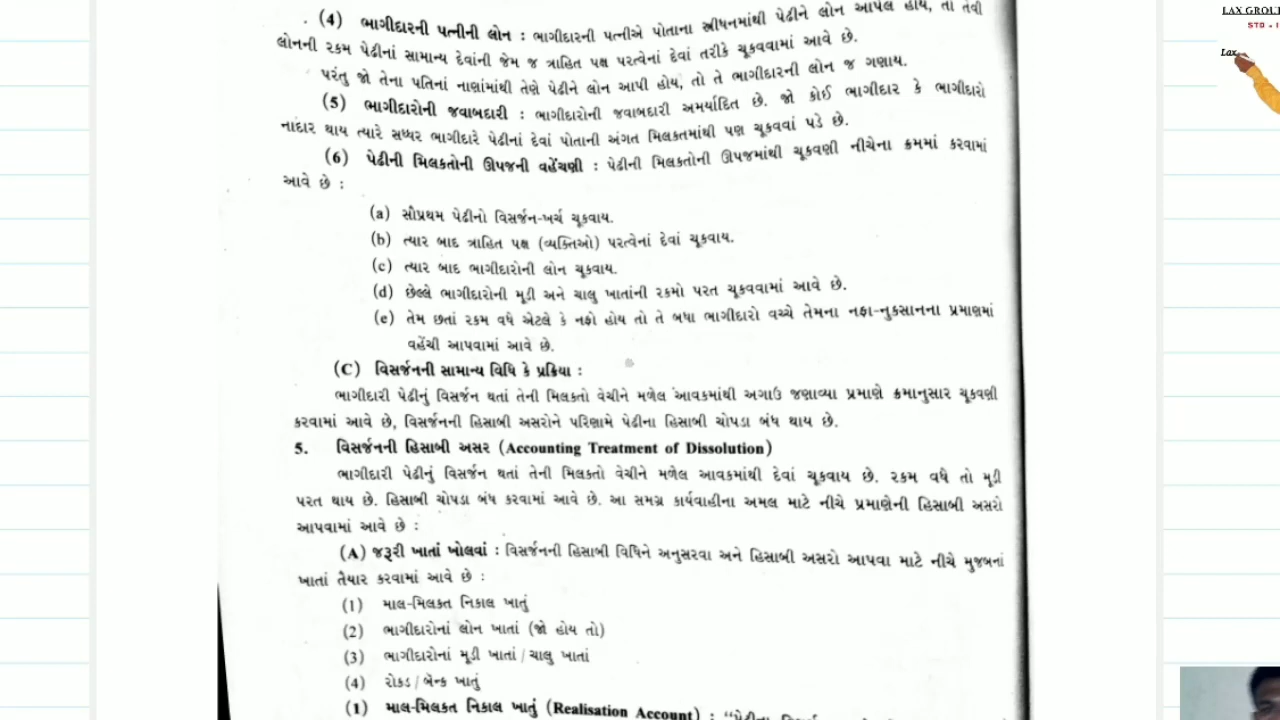 (4) ભાગીદારની પત્નીની લોન : ભાગીદારની પત્નીએ પોતાના સ્ત્રીધનમાંથી પેઢીને લોન આપેલ હોય, તો તેવી
લોનની રકમ પેઢીનાં સામાન્ય દેવાંની જેમ જ ત્રાહિત પક્ષ પરત્વેનાં દેવાં તરીકે ચૂકવવામાં આવે છે.
પરંતુ જો તેના પતિનાં નાણાંમાંથી તેણે પેઢીને લોન આપી હોય, તો તે ભાગીદારની લોન જ ગણાય.
(5) ભાગીદારોની જવાબદારી : ભાગીદારોની જવાબદારી અમર્યાદિત છે. જો કોઈ ભાગીદાર કે ભાગીદારો
નાદાર થાય ત્યારે સધ્ધર ભાગીદારે પેઢીનાં દેવાં પોતાની અંગત મિલકતમાંથી પણ ચૂકવવાં પડે છે.
(6) પેઢીની મિલકતોની ઊપજની વહેંચણી : પેઢીની મિલકતોની ઊપજમાંથી ચૂકવણી નીચેના ક્રમમાં કરવામાં
આવે છે :
(a) સૌપ્રથમ પેઢીનો વિસર્જન-ખર્ચ ચૂકવાય.
(b) ત્યાર બાદ ત્રાહિત પક્ષ (વ્યક્તિઓ) પરત્વેનાં દેવાં ચૂકવાય.
(c) ત્યાર બાદ ભાગીદારોની લોન ચૂકવાય.
(d) છેલ્લે ભાગીદારોની મૂડી અને ચાલુ ખાતાંની રકમો પરત ચૂકવવામાં આવે છે.
(e) તેમ છતાં રકમ વધે એટલે કે નફો હોય તો તે બધા ભાગીદારો વચ્ચે તેમના નફા-નુકસાનના પ્રમાણમાં
વહેંચી આપવામાં આવે છે.
(C) વિસર્જનની સામાન્ય વિધિ કે પ્રક્રિયા :
ભાગીદારી પેઢીનું વિસર્જન થતાં તેની મિલકતો વેચીને મળેલ આવકમાંથી અગાઉ જણાવ્યા પ્રમાણે ક્રમાનુસાર ચૂકવણી
કરવામાં આવે છે, વિસર્જનની હિસાબી અસરોને પરિણામે પેઢીના હિસાબી ચોપડા બંધ થાય છે.
5. વિસર્જનની હિસાબી અસર (Accounting Treatment of Dissolution)
ભાગીદારી પેઢીનું વિસર્જન થતાં તેની મિલકતો વેચીને મળેલ આવકમાંથી દેવાં ચૂકવાય છે. રકમ વધે તો મૂડી
પરત થાય છે. હિસાબી ચોપડા બંધ કરવામાં આવે છે. આ સમગ્ર કાર્યવાહીના અમલ માટે નીચે પ્રમાણેની હિસાબી અસરો
આપવામાં આવે છે :
(A) જરૂરી ખાતાં ખોલવાં : વિસર્જનની હિસાબી વિધિને અનુસરવા અને હિસાબી અસરો આપવા માટે નીચે મુજબનાં
ખાતાં તૈયાર કરવામાં આવે છે :
(1) માલ-મિલકત નિકાલ ખાતું
(2) ભાગીદારોનાં લોન ખાતાં (જો હોય તો)
(3) ભાગીદારોનાં મૂડી ખાતાં/ચાલુ ખાતાં
(4) રોકડ/બૅન્ક ખાતું
(1) માલ-મિલકત નિકાલ ખાતું (Realisation Account) :
LAX GROUP
STD -
Lax